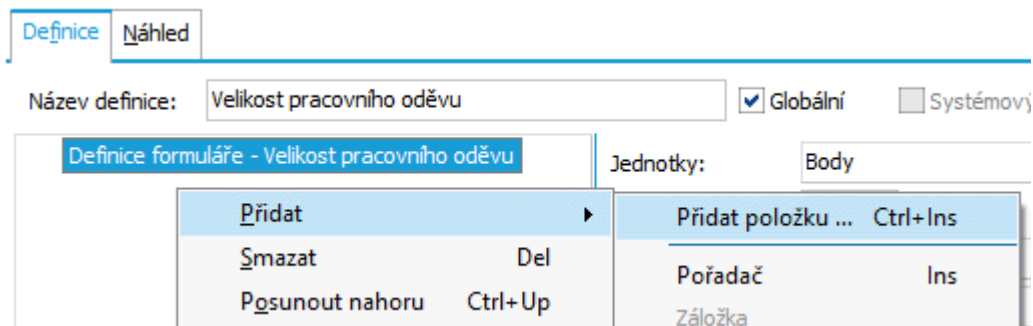 Definice Náhled
Název definice: Velikost pracovního oděvu Globální Systémový
Definice formuláře - Velikost pracovního oděvu Jednotky: Body
Přidat Přidat položku ... Ctrl+Ins
Smazat Del Pořadač Ins
Posunout nahoru Ctrl+Up Záložka